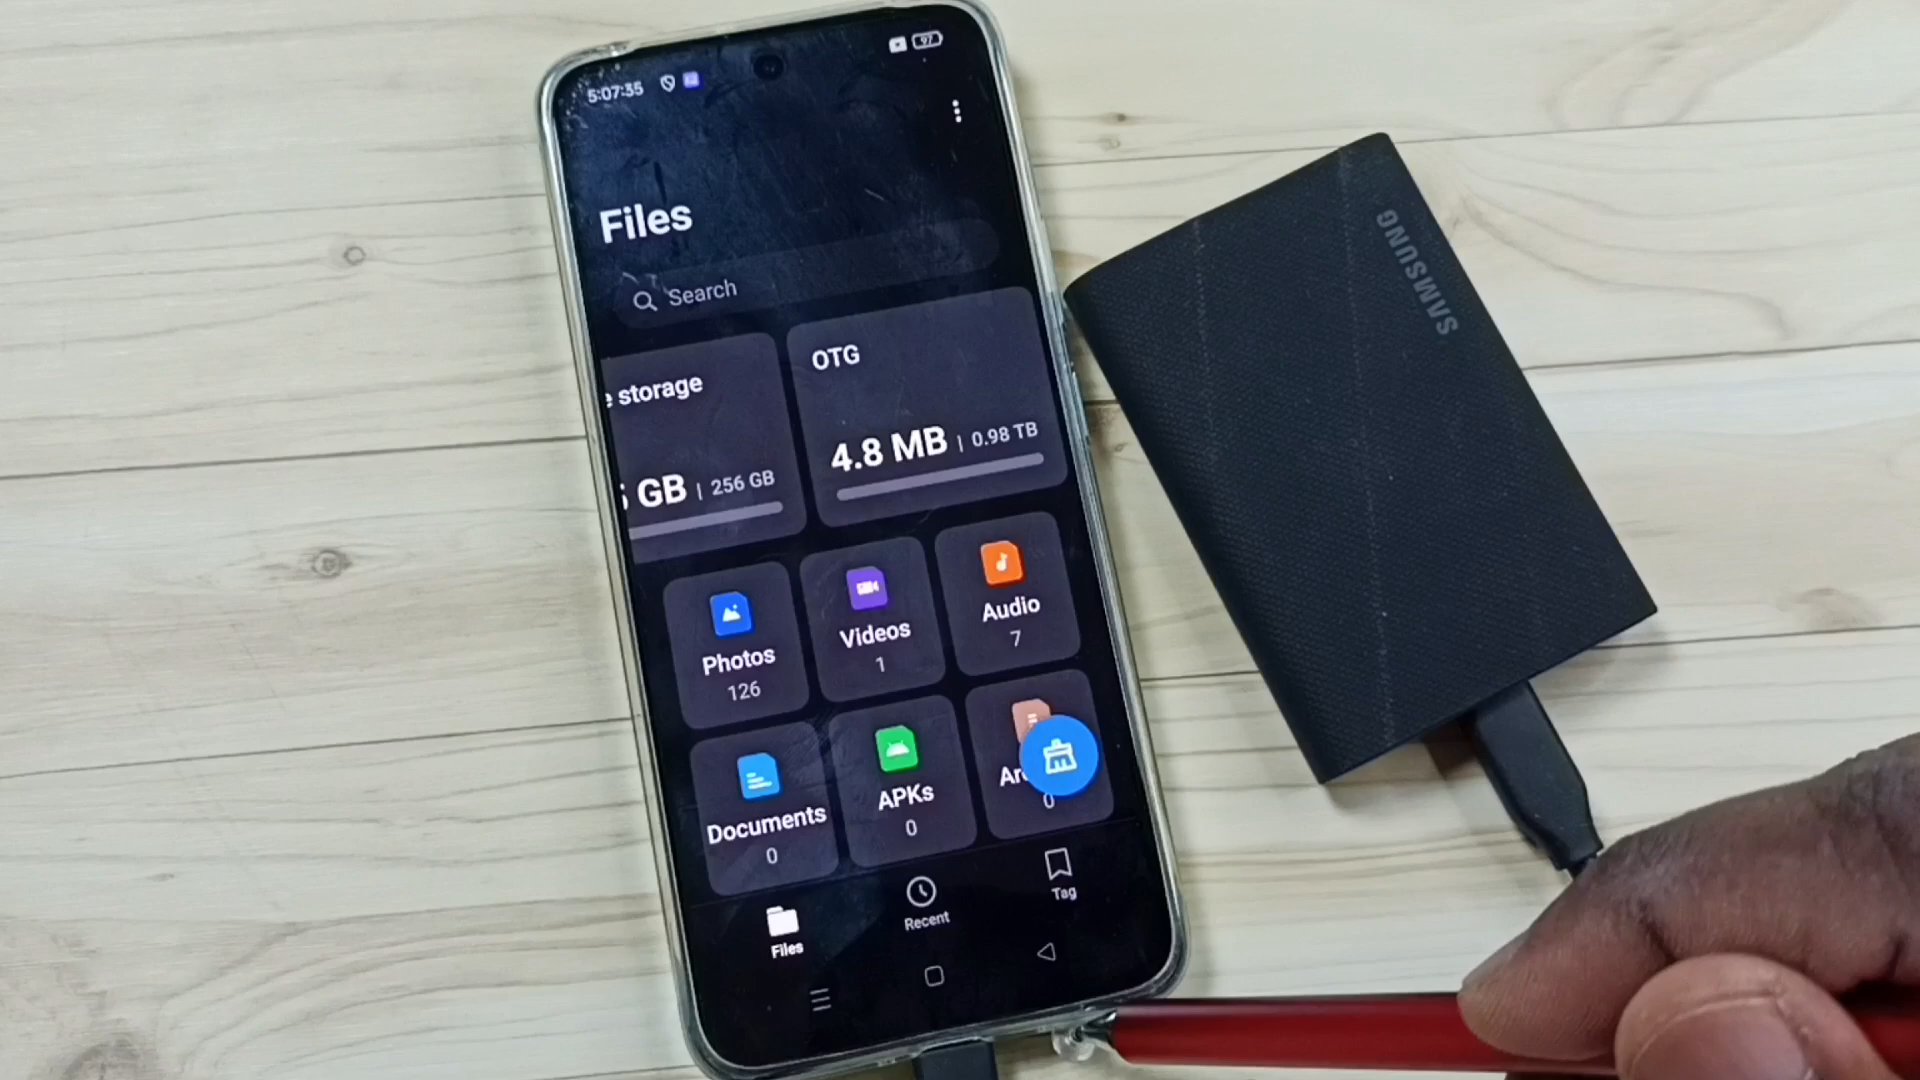 5:07:35
97
Files
Search
storage
GB | 256 GB
OTG
4.8 MB | 0.98 TB
Photos
126
Videos
1
Audio
7
Documents
0
APKs
0
0
Files
Recent
Tag
SAMSUNG